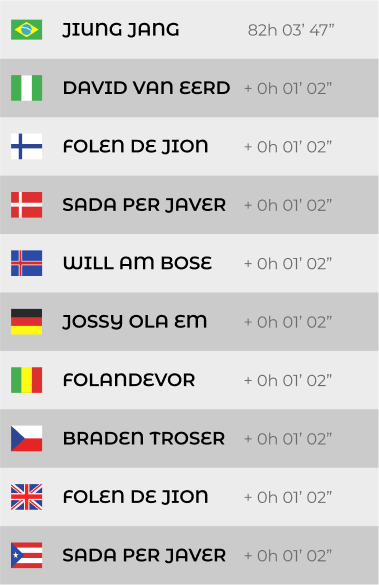 JIUNG JANG 82h 03’ 47”
DAVID VAN EERD + 0h 01’ 02”
FOLEN DE JION + 0h 01’ 02”
SADA PER JAVER + 0h 01’ 02”
WILL AM BOSE + 0h 01’ 02”
JOSSY OLA EM + 0h 01’ 02”
FOLANDEVOR + 0h 01’ 02”
BRADEN TROSER + 0h 01’ 02”
FOLEN DE JION + 0h 01’ 02”
SADA PER JAVER + 0h 01’ 02”